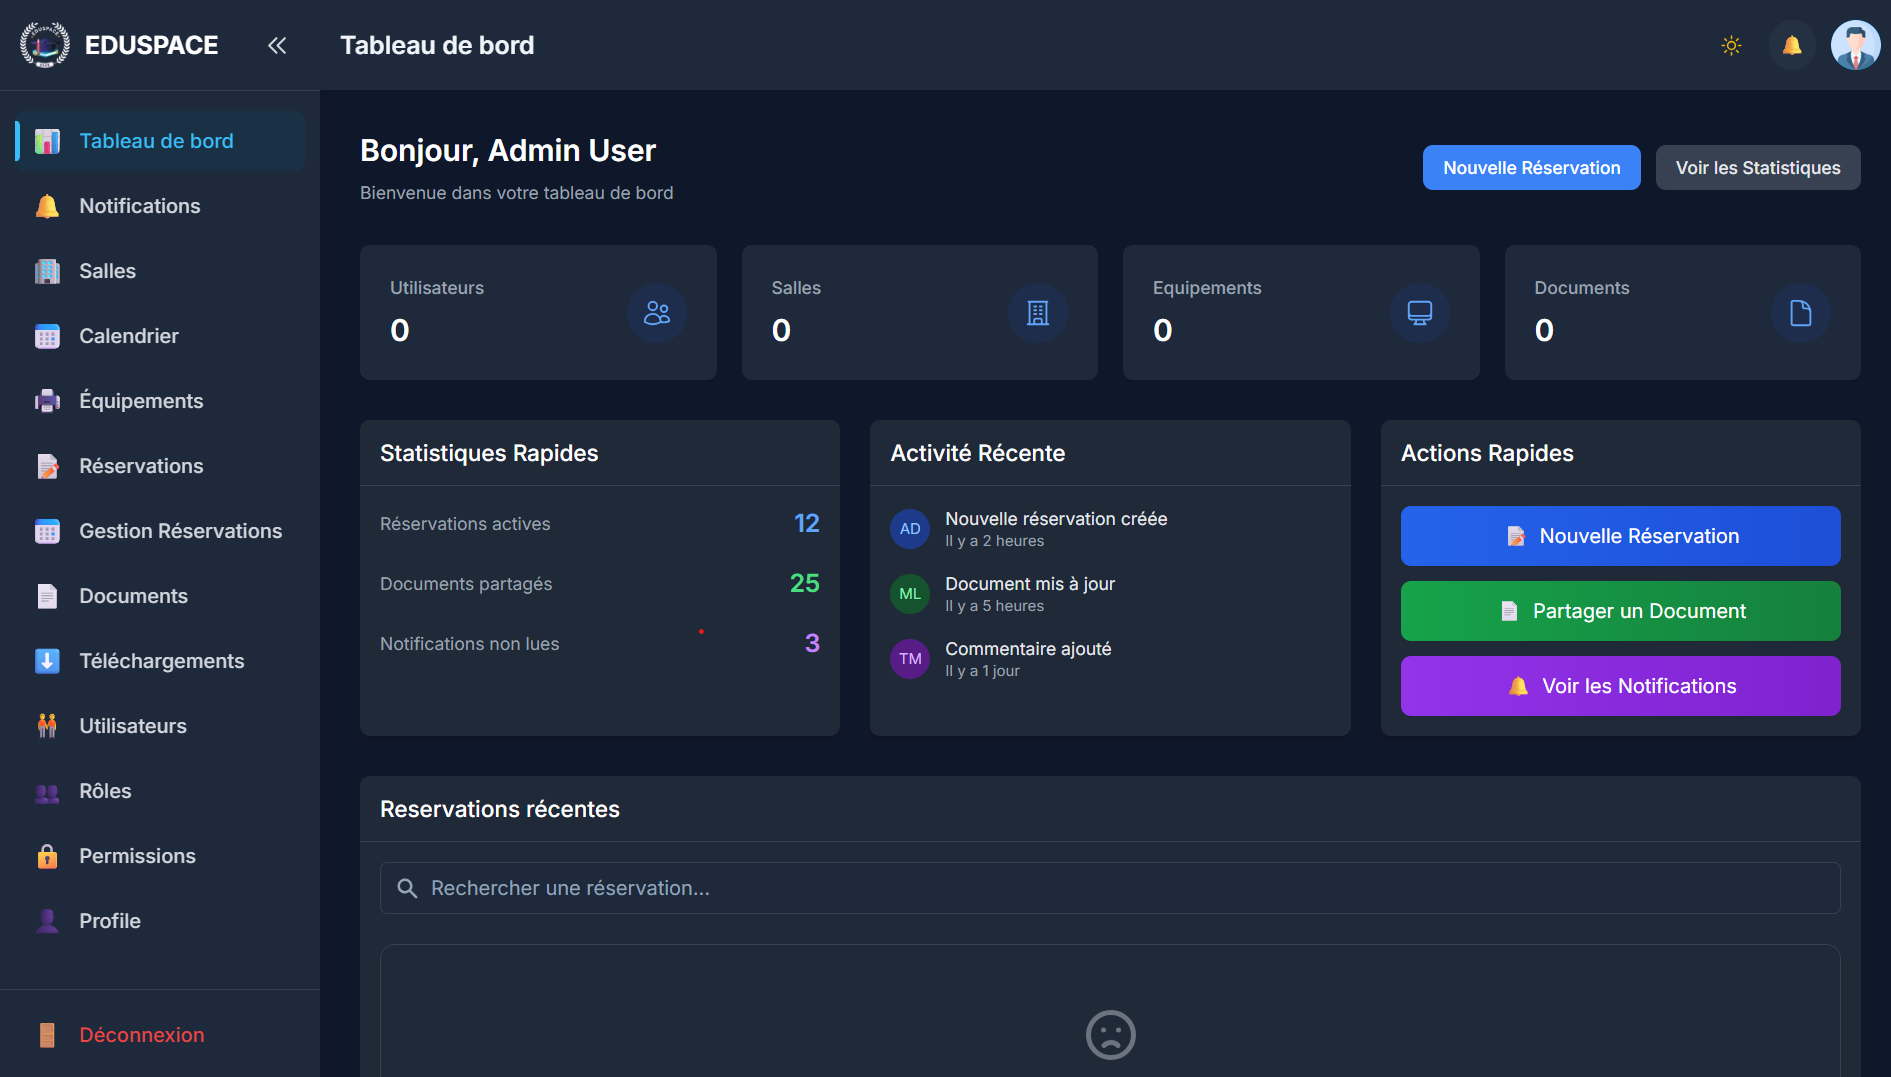 EDUSPACE
Tableau de bord
Tableau de bord
Notifications
Salles
Calendrier
Équipements
Réservations
Gestion Réservations
Documents
Téléchargements
Utilisateurs
Rôles
Permissions
Profile
Déconnexion
Bonjour, Admin User
Bienvenue dans votre tableau de bord
Nouvelle Réservation
Voir les Statistiques
Utilisateurs
0
Salles
0
Equipements
0
Documents
0
Statistiques Rapides
Réservations actives 12
Documents partagés 25
Notifications non lues 3
Activité Récente
AD
Nouvelle réservation créée
Il y a 2 heures
ML
Document mis à jour
Il y a 5 heures
TM
Commentaire ajouté
Il y a 1 jour
Actions Rapides
Nouvelle Réservation
Partager un Document
Voir les Notifications
Reservations récentes
Rechercher une réservation...